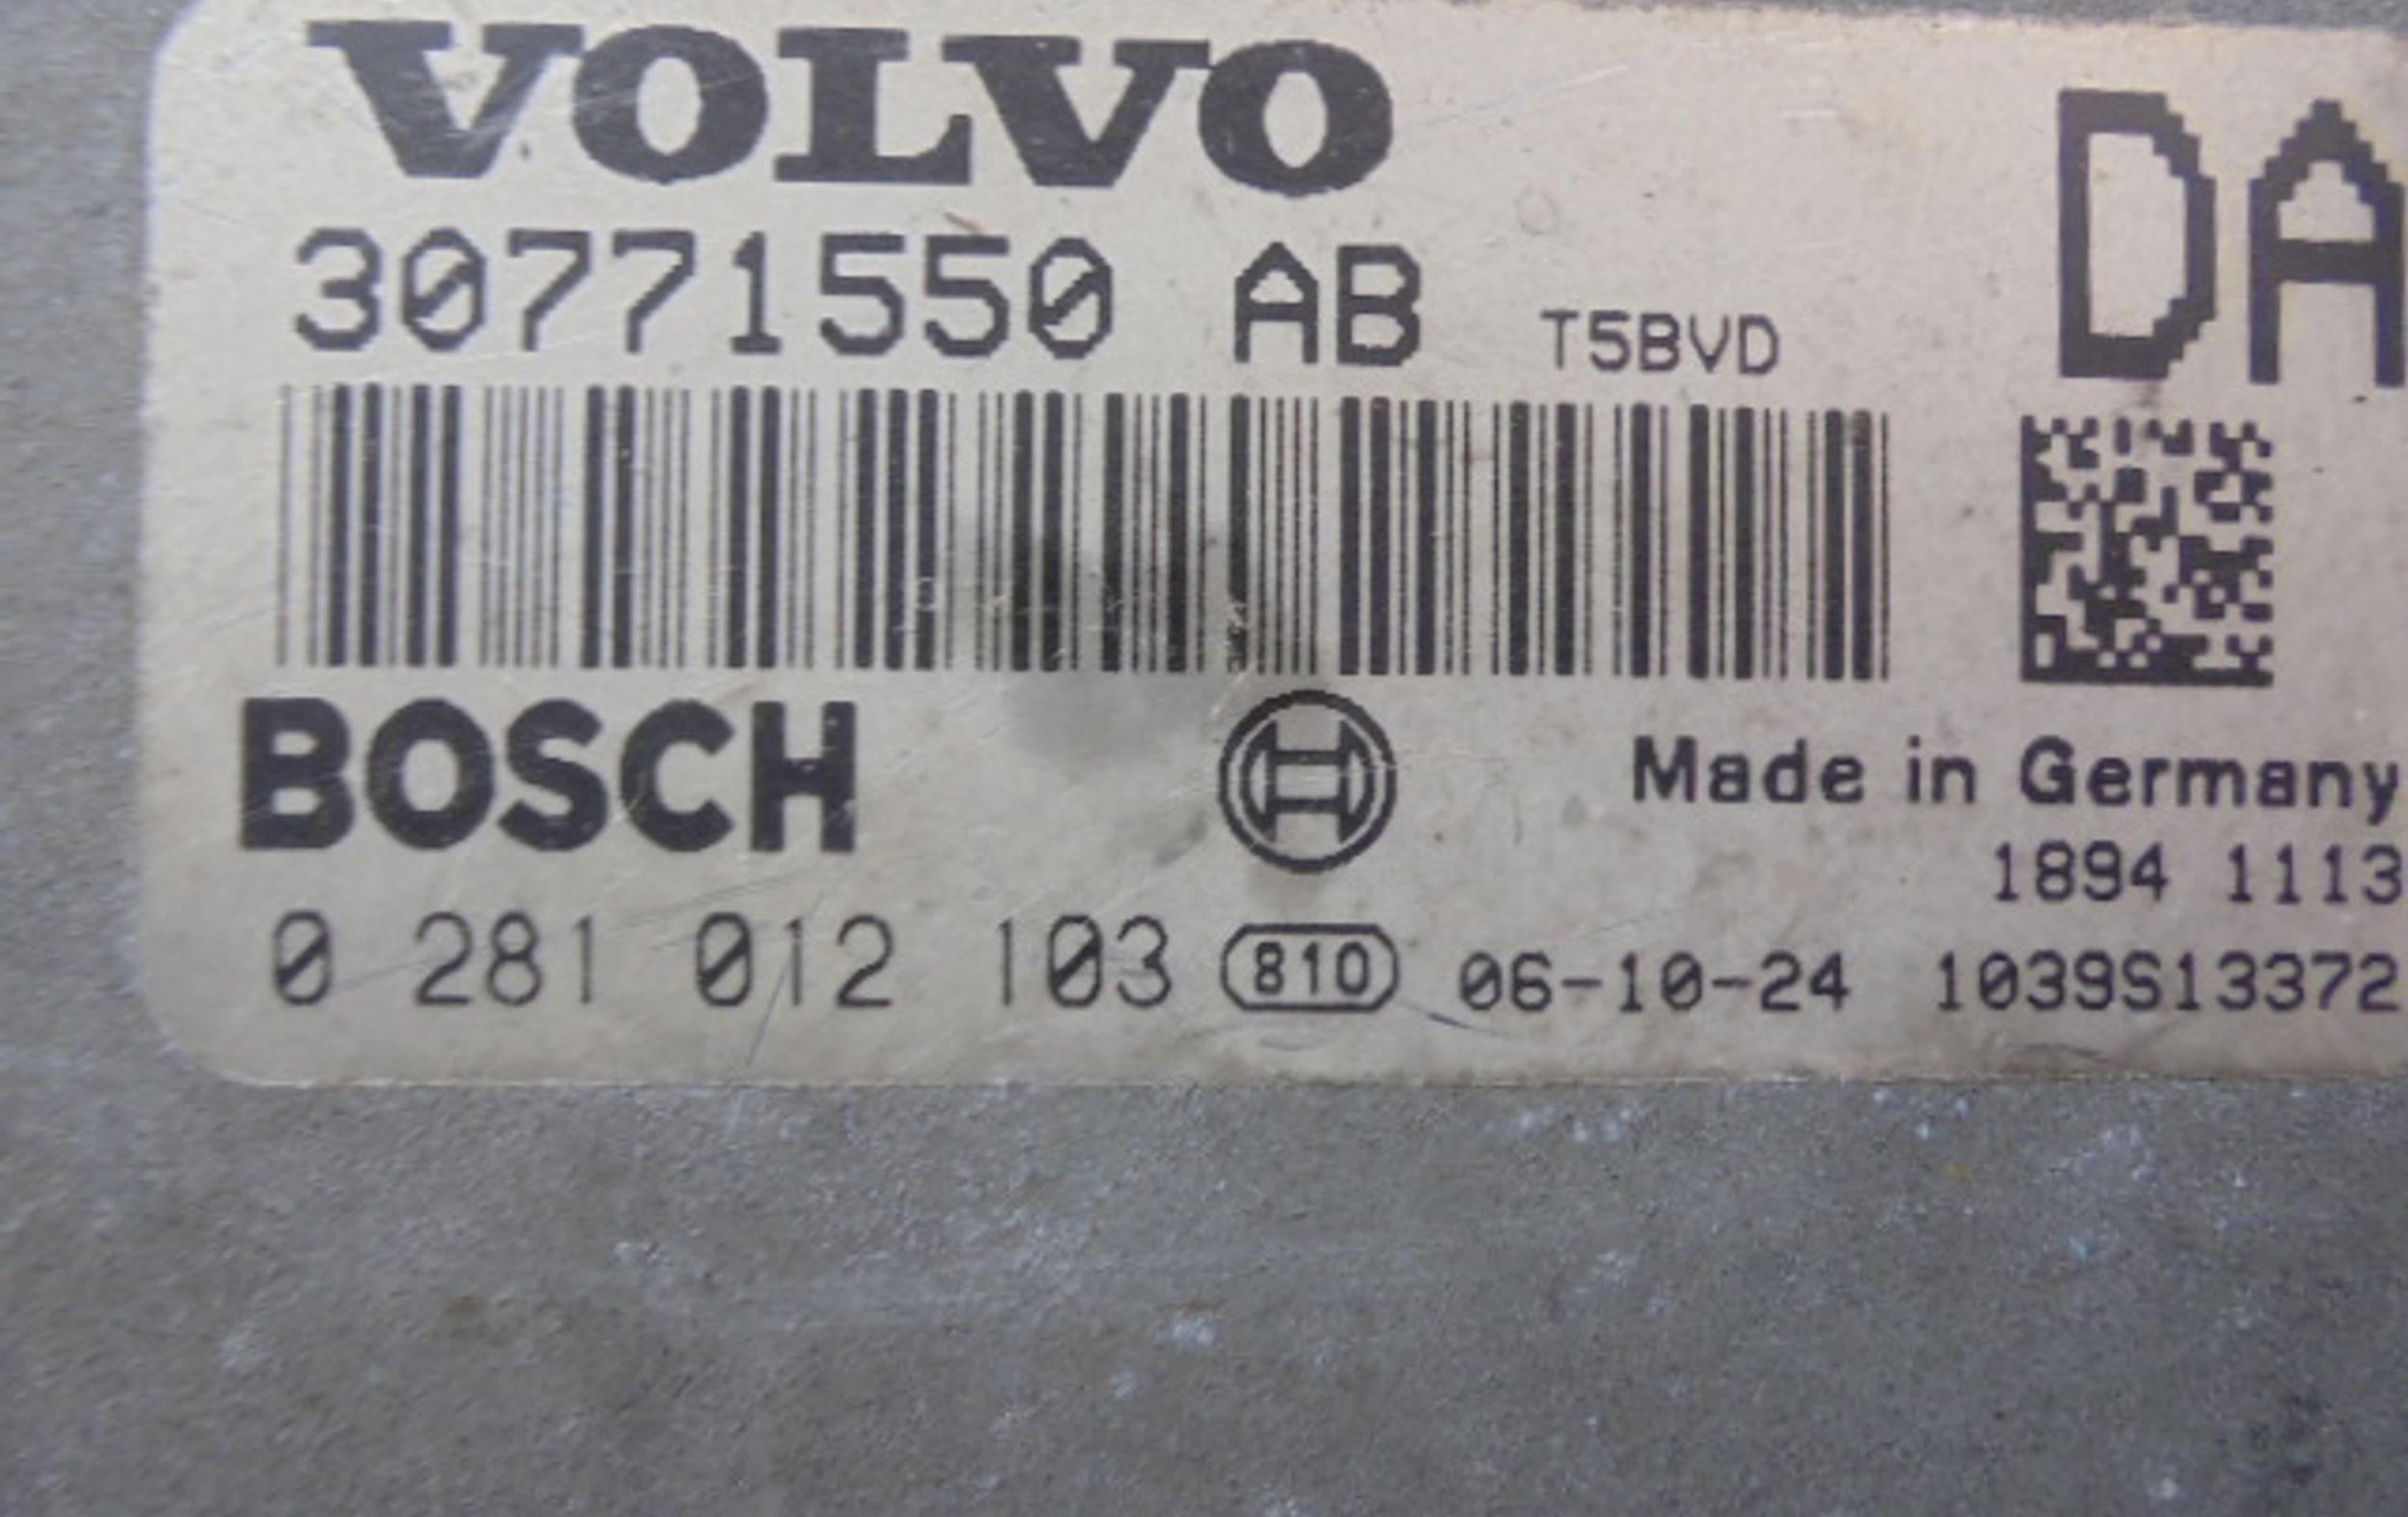 VOLVO
DA
30771550 AB T5BVD
BOSCH
Made in Germany
1894 1113
0 281 012 103 810 06-10-24 1039S13372